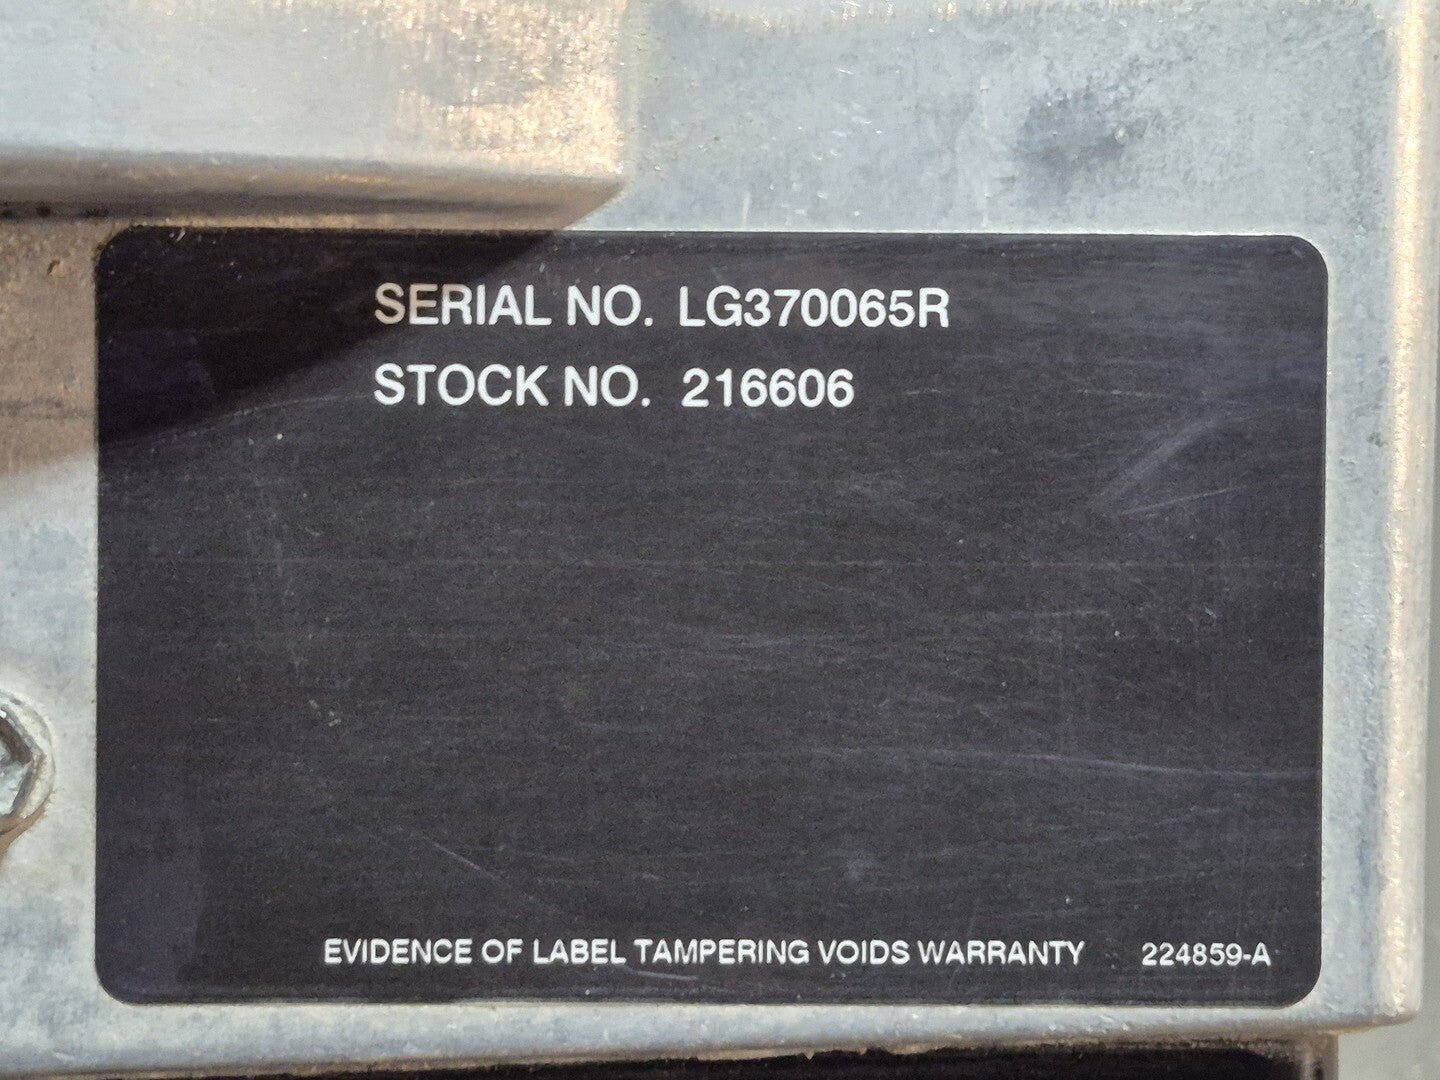 SERIAL NO. LG370065R
STOCK NO. 216606
EVIDENCE OF LABEL TAMPERING VOIDS WARRANTY 224859-A